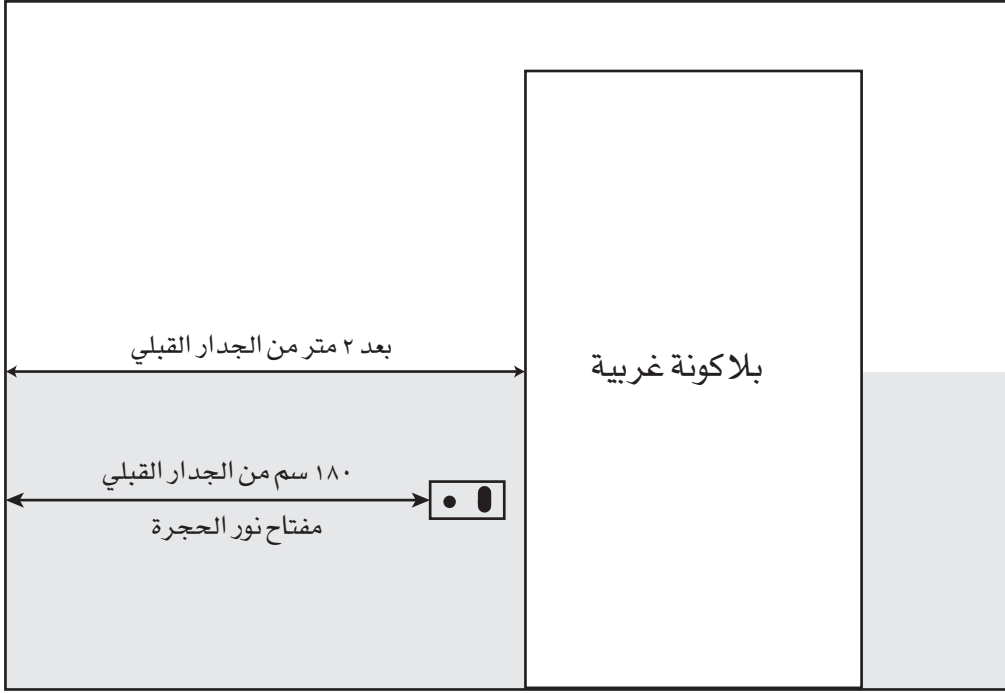 بعد ٢ متر من الجدار القبلي
بلاكونة غربية
١٨٠ سم من الجدار القبلي
مفتاح نور الحجرة